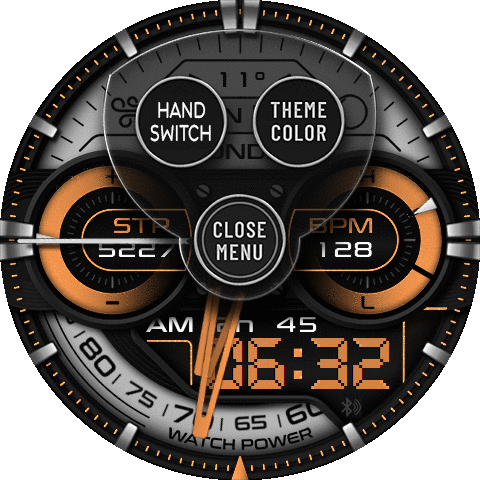 11°
HAND SWITCH
THEME COLOR
CLOSE MENU
STP
5227
BPM
128
H
L
AM 45
06:32
80 75 70 65 60
WATCH POWER